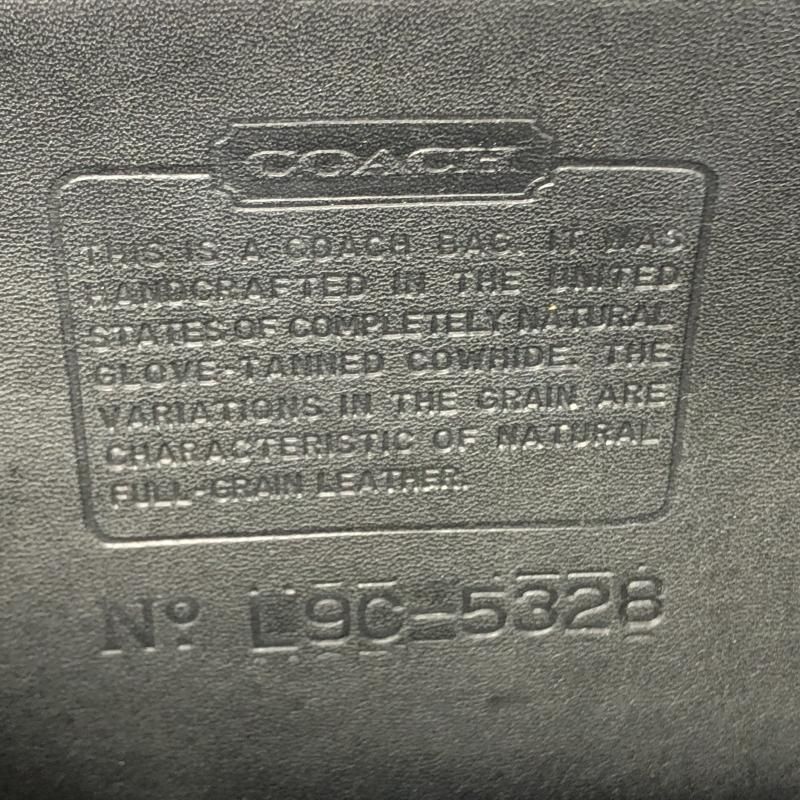 COACH
THIS IS A COACH BAG. IT WAS
HANDCRAFTED IN THE UNITED
STATES OF COMPLETELY NATURAL
GLOVE-TANNED COWHIDE. THE
VARIATIONS IN THE GRAIN ARE
CHARACTERISTIC OF NATURAL
FULL-GRAIN LEATHER.
Nº L9C-5328